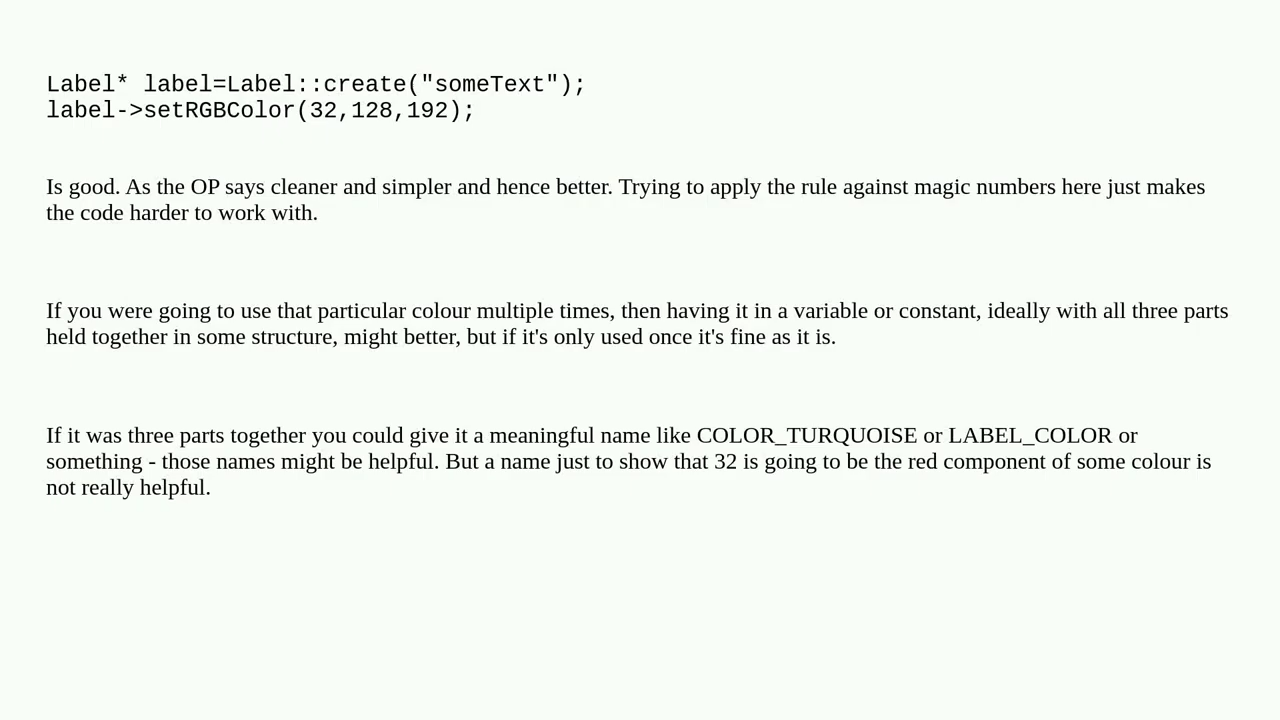 Label* label=Label::create("someText");
label->setRGBColor(32,128,192);
Is good. As the OP says cleaner and simpler and hence better. Trying to apply the rule against magic numbers here just makes
the code harder to work with.
If you were going to use that particular colour multiple times, then having it in a variable or constant, ideally with all three parts
held together in some structure, might better, but if it's only used once it's fine as it is.
If it was three parts together you could give it a meaningful name like COLOR_TURQUOISE or LABEL_COLOR or
something - those names might be helpful. But a name just to show that 32 is going to be the red component of some colour is
not really helpful.